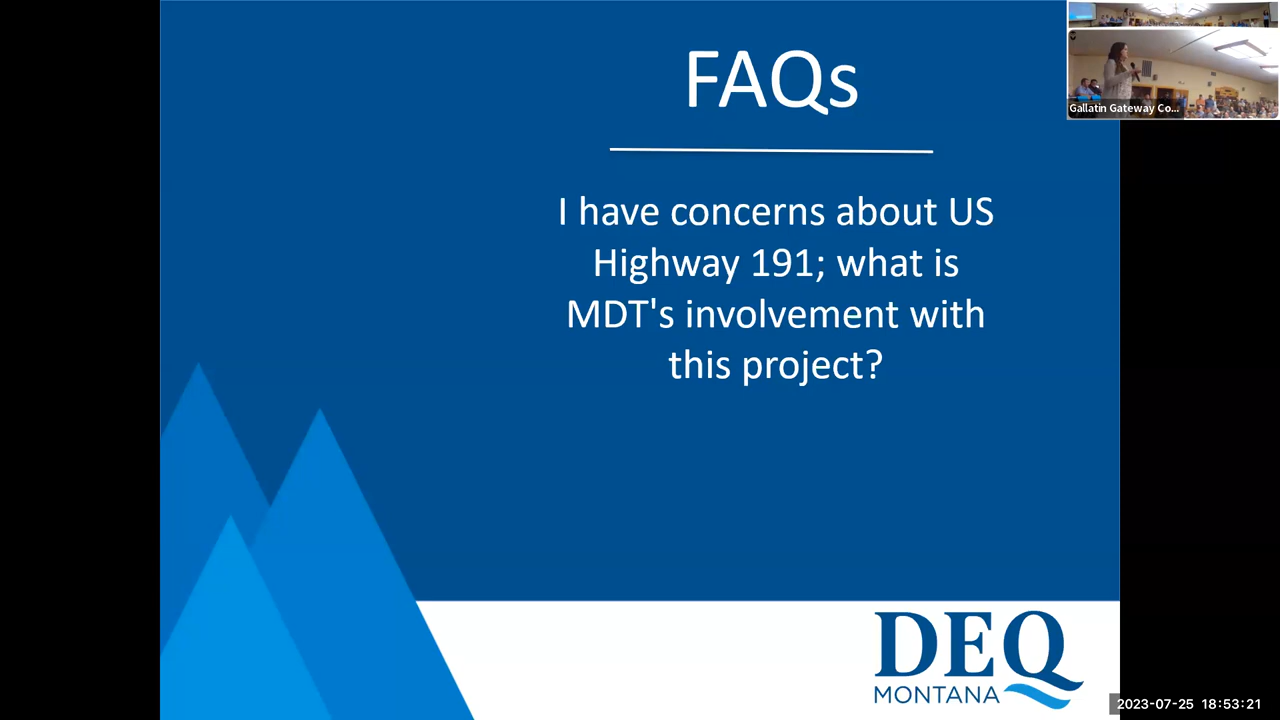 FAQs
I have concerns about US
Highway 191; what is
MDT's involvement with
this project?
Gallatin Gateway Co...
DEQ
MONTANA
2023-07-25 18:53:21